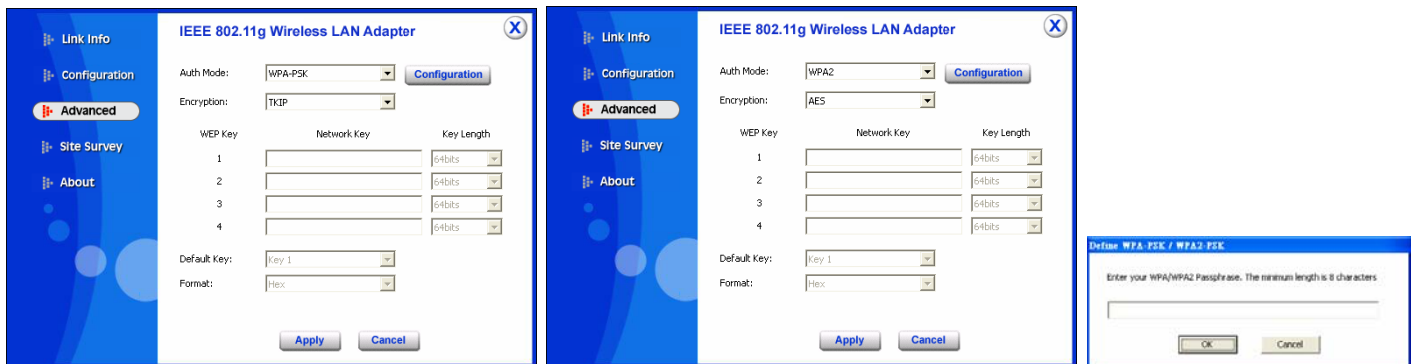 IEEE 802.11g Wireless LAN Adapter
X
Link Info
Configuration
Advanced
Site Survey
About
Auth Mode: WPA-PSK Configuration
Encryption: TKIP
WEP Key Network Key Key Length
1 64bits
2 64bits
3 64bits
4 64bits
Default Key: Key 1
Format: Hex
Apply Cancel
IEEE 802.11g Wireless LAN Adapter
X
Link Info
Configuration
Advanced
Site Survey
About
Auth Mode: WPA2 Configuration
Encryption: AES
WEP Key Network Key Key Length
1 64bits
2 64bits
3 64bits
4 64bits
Default Key: Key 1
Format: Hex
Apply Cancel
Define WPA-PSK / WPA2-PSK
Enter your WPA/WPA2 Passphrase. The minimum length is 8 characters
OK Cancel